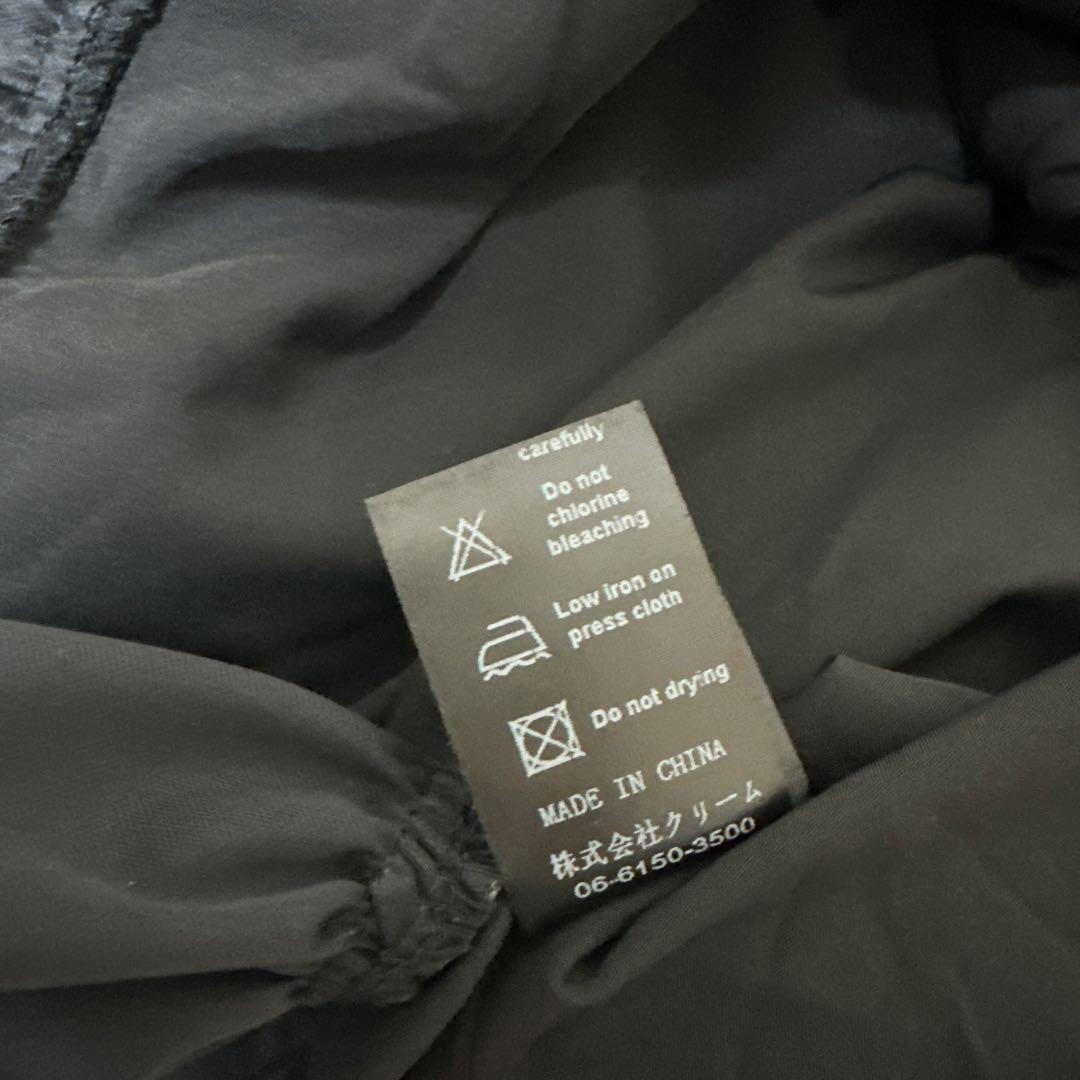 carefully
Do not
chlorine
bleaching
Low iron on
press cloth
Do not drying
MADE IN CHINA
株式会社クリーム
06-6150-3500